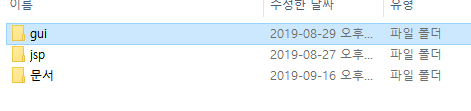 이름 수정한 날짜 유형
gui 2019-08-29 오후... 파일 폴더
jsp 2019-08-27 오후... 파일 폴더
문서 2019-09-16 오후... 파일 폴더